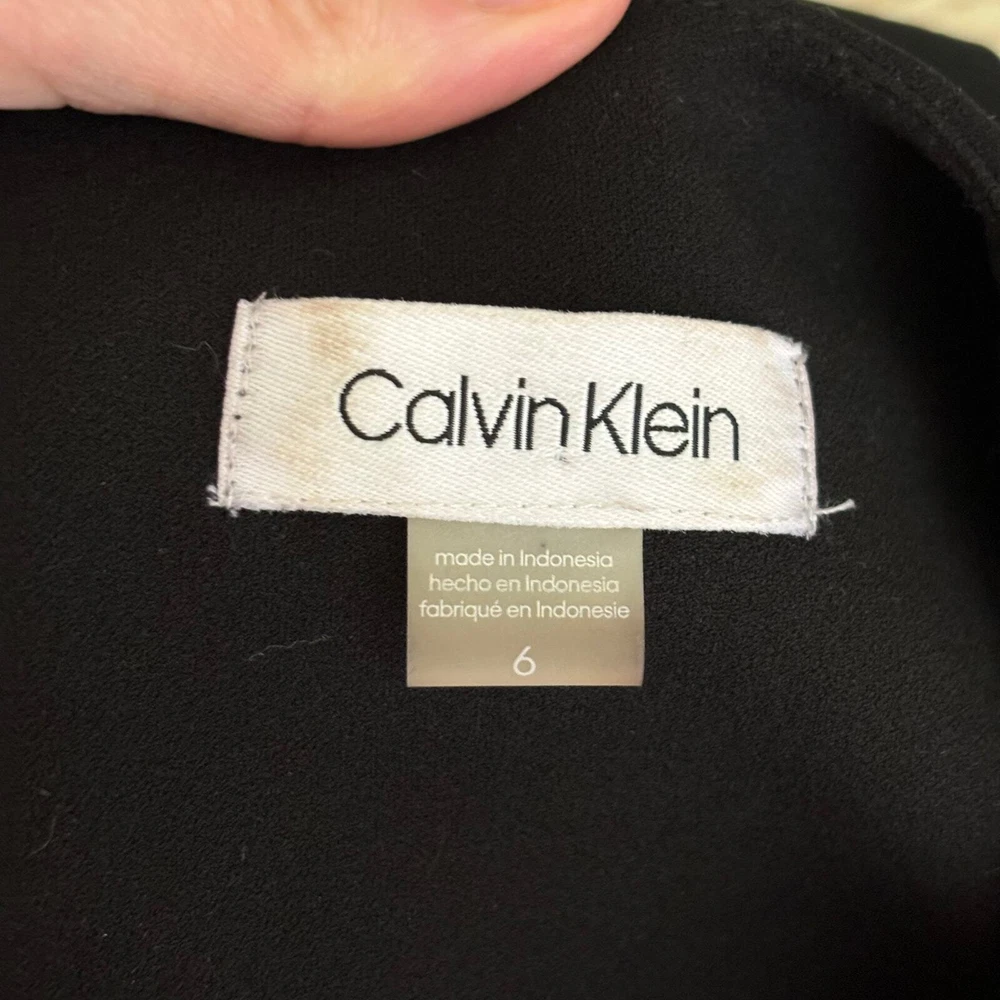 Calvin Klein
made in Indonesia
hecho en Indonesia
fabriqué en Indonesie
6